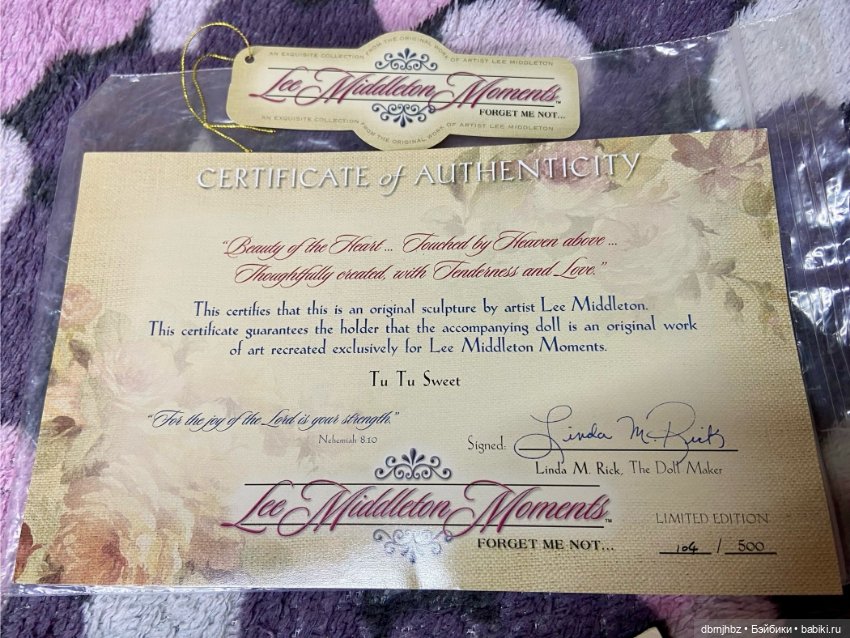 AN EXQUISITE COLLECTION FROM THE ORIGINAL WORK OF ARTIST LEE MIDDLETON
Lee Middleton Moments™
FORGET ME NOT...
AN EXQUISITE COLLECTION FROM THE ORIGINAL WORK OF ARTIST LEE MIDDLETON
CERTIFICATE of AUTHENTICITY
"Beauty of the Heart ... Touched by Heaven above ...
Thoughtfully created, with Tenderness and Love."
This certifies that this is an original sculpture by artist Lee Middleton.
This certificate guarantees the holder that the accompanying doll is an original work
of art recreated exclusively for Lee Middleton Moments.
Tu Tu Sweet
"For the joy of the Lord is your strength."
Nehemiah 8:10
Signed: Linda M. Rick
Linda M. Rick, The Doll Maker
Lee Middleton Moments™
FORGET ME NOT...
LIMITED EDITION
104 / 500
dbmjhbz • Бэйбики • babiki.ru